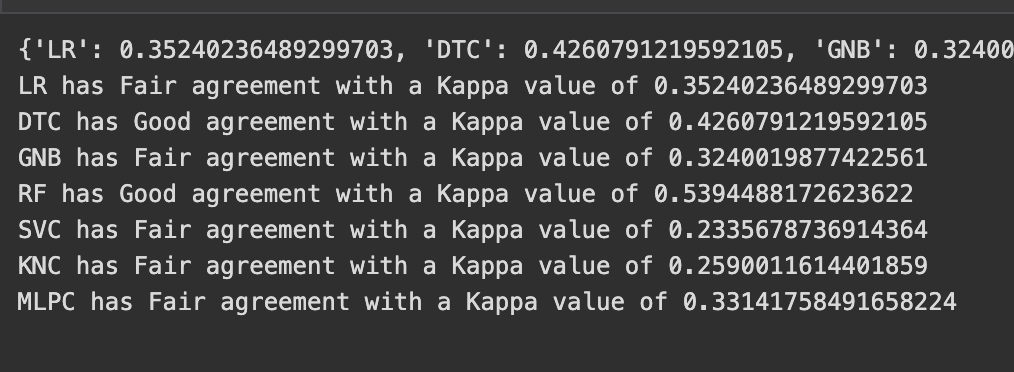 {'LR': 0.35240236489299703, 'DTC': 0.4260791219592105, 'GNB': 0.32400
LR has Fair agreement with a Kappa value of 0.35240236489299703
DTC has Good agreement with a Kappa value of 0.4260791219592105
GNB has Fair agreement with a Kappa value of 0.3240019877422561
RF has Good agreement with a Kappa value of 0.5394488172623622
SVC has Fair agreement with a Kappa value of 0.2335678736914364
KNC has Fair agreement with a Kappa value of 0.2590011614401859
MLPC has Fair agreement with a Kappa value of 0.33141758491658224